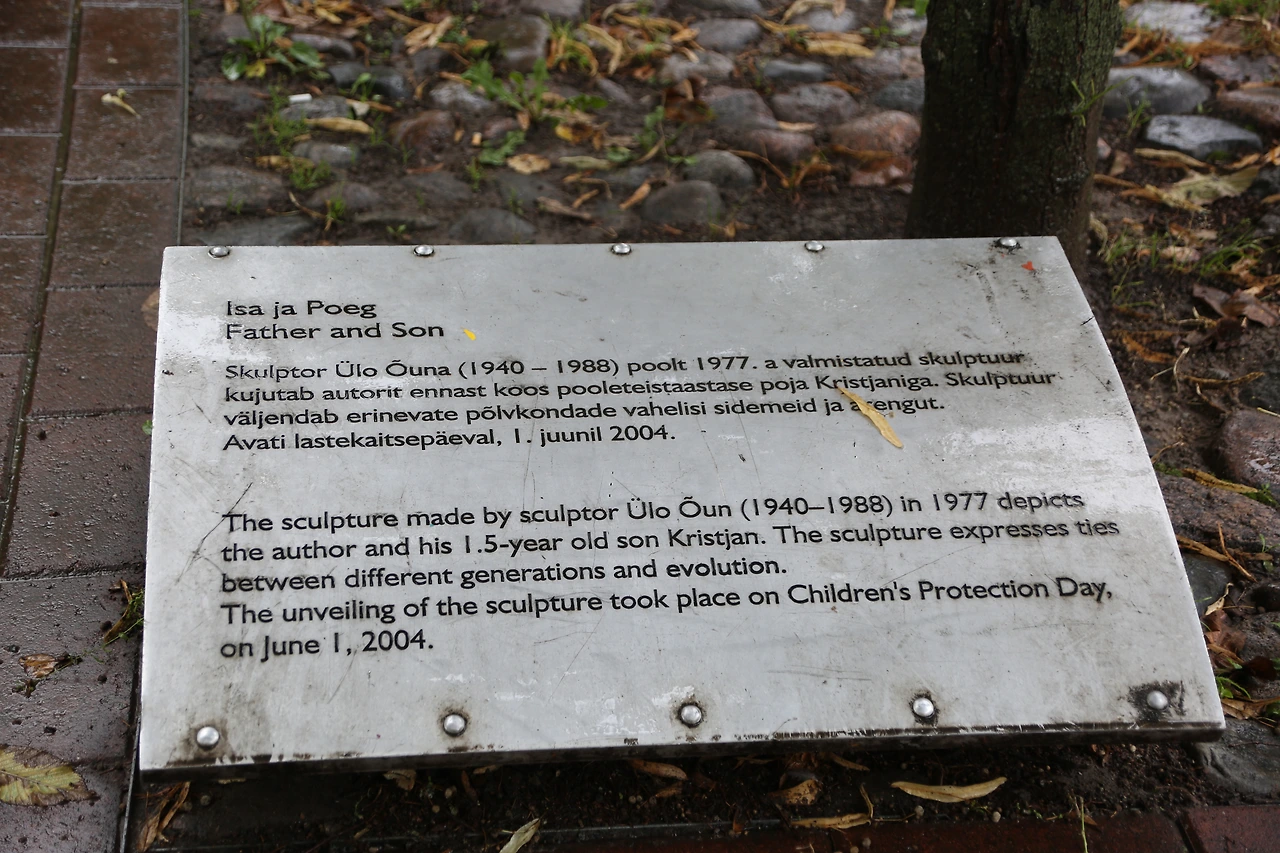 Isa ja Poeg
Father and Son
Skulptor Ülo Õuna (1940 – 1988) poolt 1977. a valmistatud skulptuur
kujutab autorit ennast koos pooleteistaastase poja Kristjaniga. Skulptuur
väljendab erinevate põlvkondade vahelisi sidemeid ja arengut.
Avati lastekaitsepäeval, 1. juunil 2004.
The sculpture made by sculptor Ülo Õun (1940–1988) in 1977 depicts
the author and his 1.5-year old son Kristjan. The sculpture expresses ties
between different generations and evolution.
The unveiling of the sculpture took place on Children's Protection Day,
on June 1, 2004.